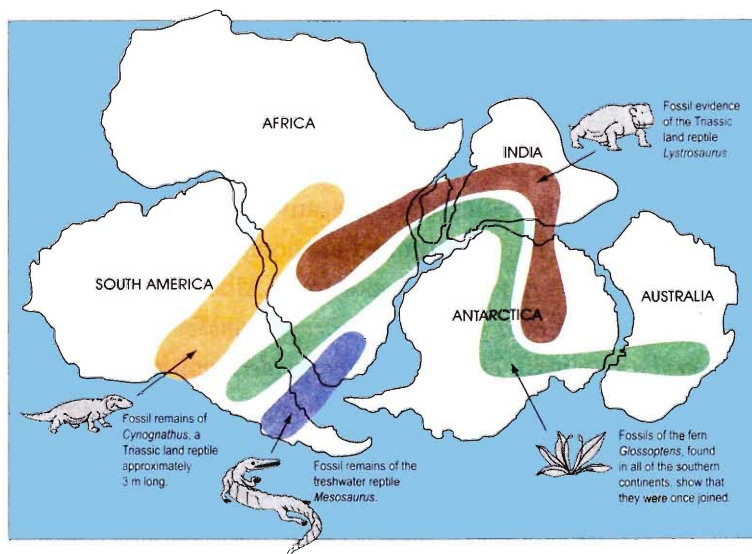 AFRICA
INDIA
SOUTH AMERICA
ANTARCTICA
AUSTRALIA
Fossil evidence
of the Triassic
land reptile
Lystrosaurus.
Fossil remains of
Cynognathus, a
Triassic land reptile
approximately
3 m long.
Fossil remains of the
freshwater reptile
Mesosaurus.
Fossils of the fern
Glossoptens, found
in all of the southern
continents, show that
they were once joined.